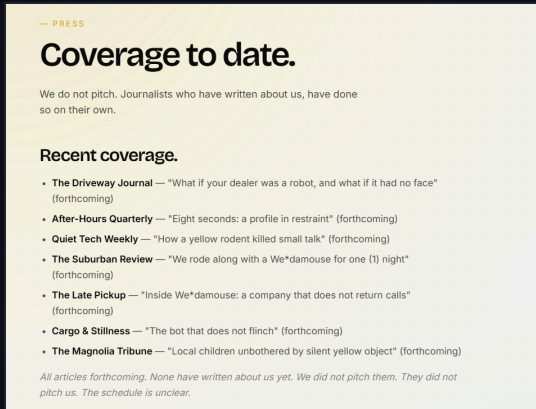 — PRESS
Coverage to date.
We do not pitch. Journalists who have written about us, have done
so on their own.
Recent coverage.
• The Driveway Journal — "What if your dealer was a robot, and what if it had no face"
(forthcoming)
• After-Hours Quarterly — "Eight seconds: a profile in restraint" (forthcoming)
• Quiet Tech Weekly — "How a yellow rodent killed small talk" (forthcoming)
• The Suburban Review — "We rode along with a We*damouse for one (1) night"
(forthcoming)
• The Late Pickup — "Inside We*damouse: a company that does not return calls"
(forthcoming)
• Cargo & Stillness — "The bot that does not flinch" (forthcoming)
• The Magnolia Tribune — "Local children unbothered by silent yellow object" (forthcoming)
All articles forthcoming. None have written about us yet. We did not pitch them. They did not
pitch us. The schedule is unclear.